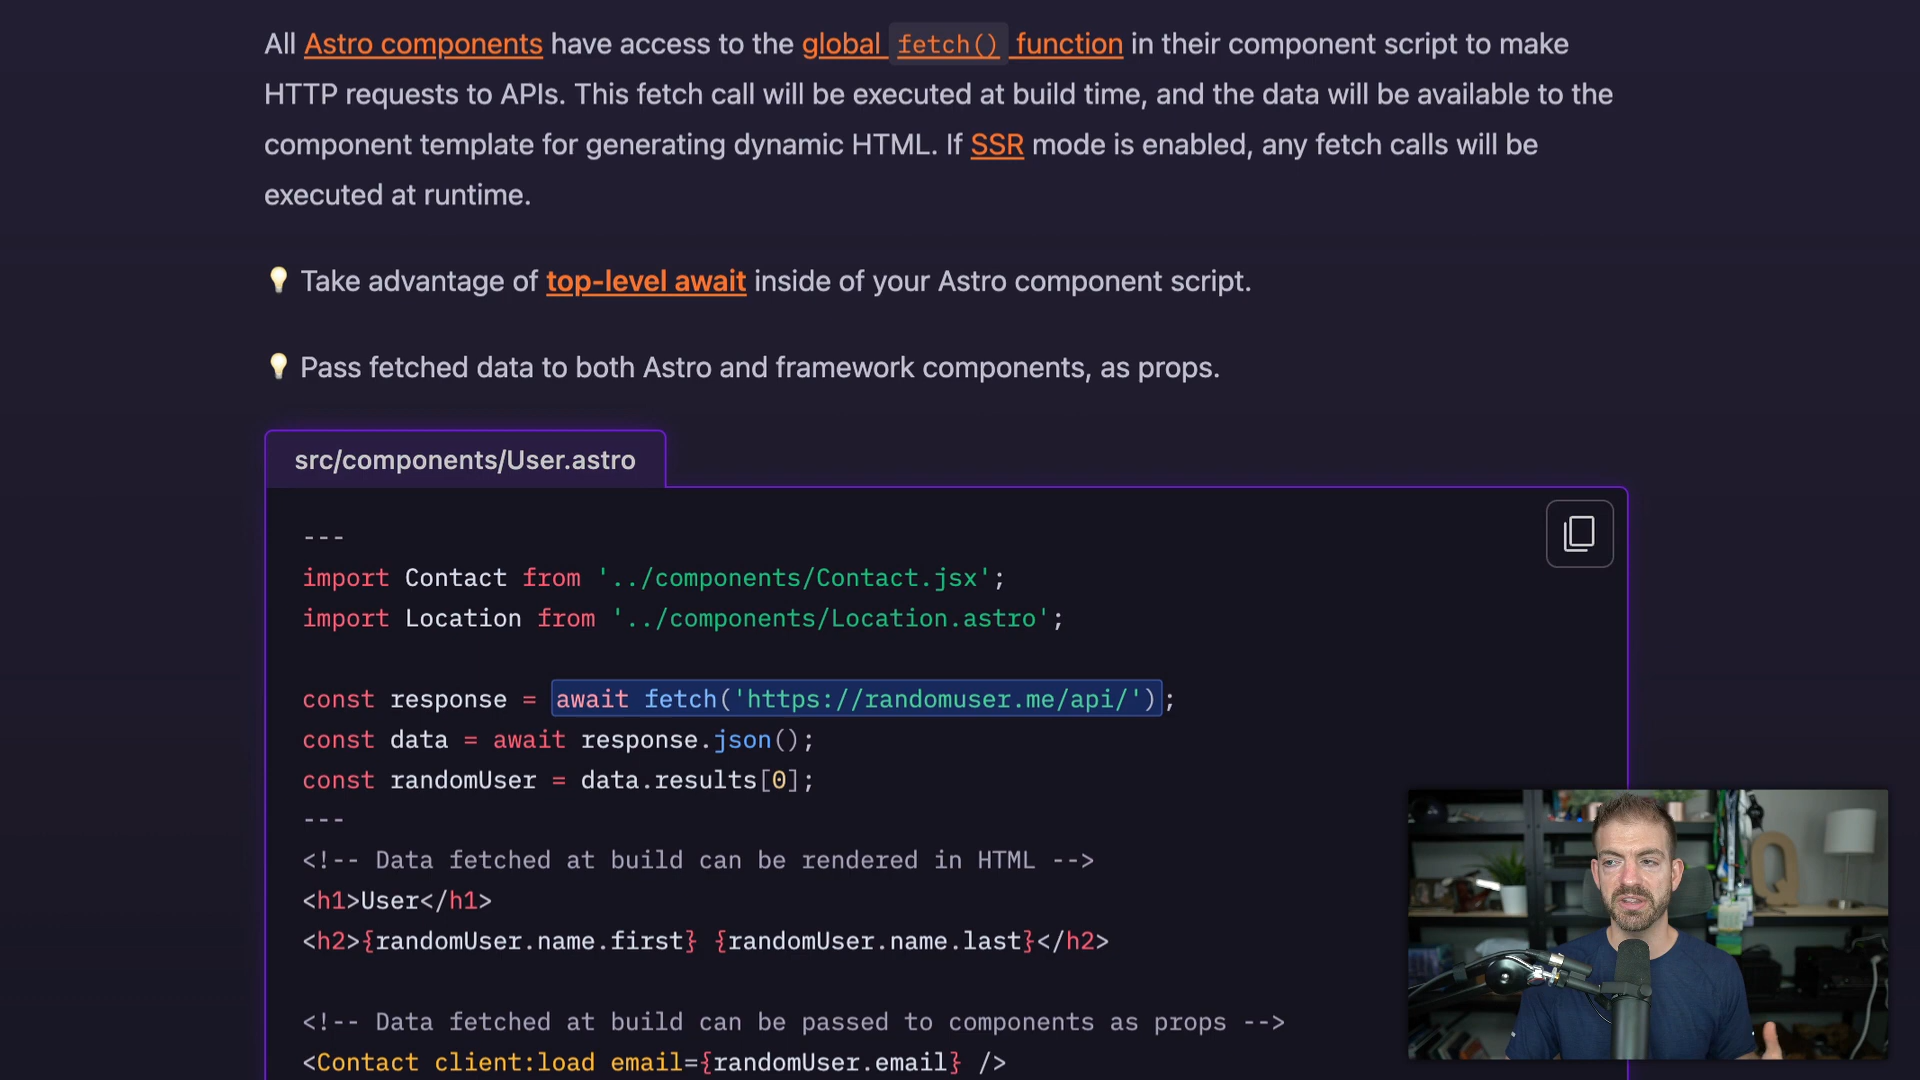 All Astro components have access to the global fetch() function in their component script to make
HTTP requests to APIs. This fetch call will be executed at build time, and the data will be available to the
component template for generating dynamic HTML. If SSR mode is enabled, any fetch calls will be
executed at runtime.
💡 Take advantage of top-level await inside of your Astro component script.
💡 Pass fetched data to both Astro and framework components, as props.
src/components/User.astro
---
import Contact from '../components/Contact.jsx';
import Location from '../components/Location.astro';
const response = await fetch('https://randomuser.me/api/');
const data = await response.json();
const randomUser = data.results[0];
---
<!-- Data fetched at build can be rendered in HTML -->
<h1>User</h1>
<h2>{randomUser.name.first} {randomUser.name.last}</h2>
<!-- Data fetched at build can be passed to components as props -->
<Contact client:load email={randomUser.email} />